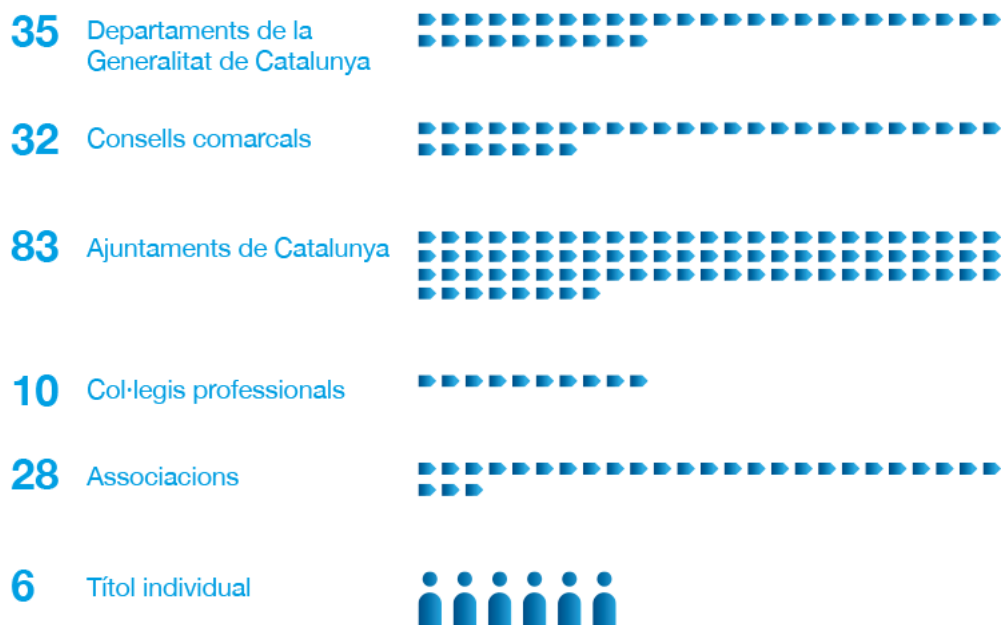 35 Departaments de la
Generalitat de Catalunya
32 Consells comarcals
83 Ajuntaments de Catalunya
10 Col·legis professionals
28 Associacions
6 Títol individual